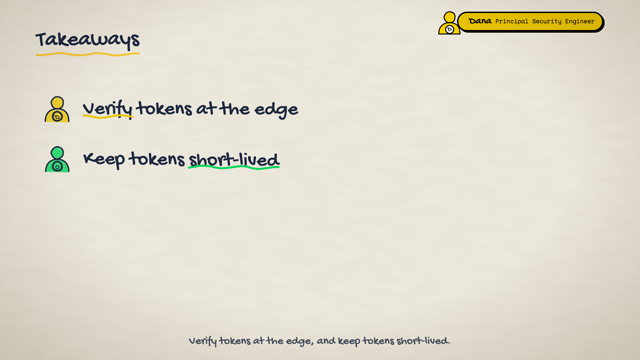 Takeaways
Dana Principal Security Engineer
Verify tokens at the edge
Keep tokens short-lived
Verify tokens at the edge, and keep tokens short-lived.